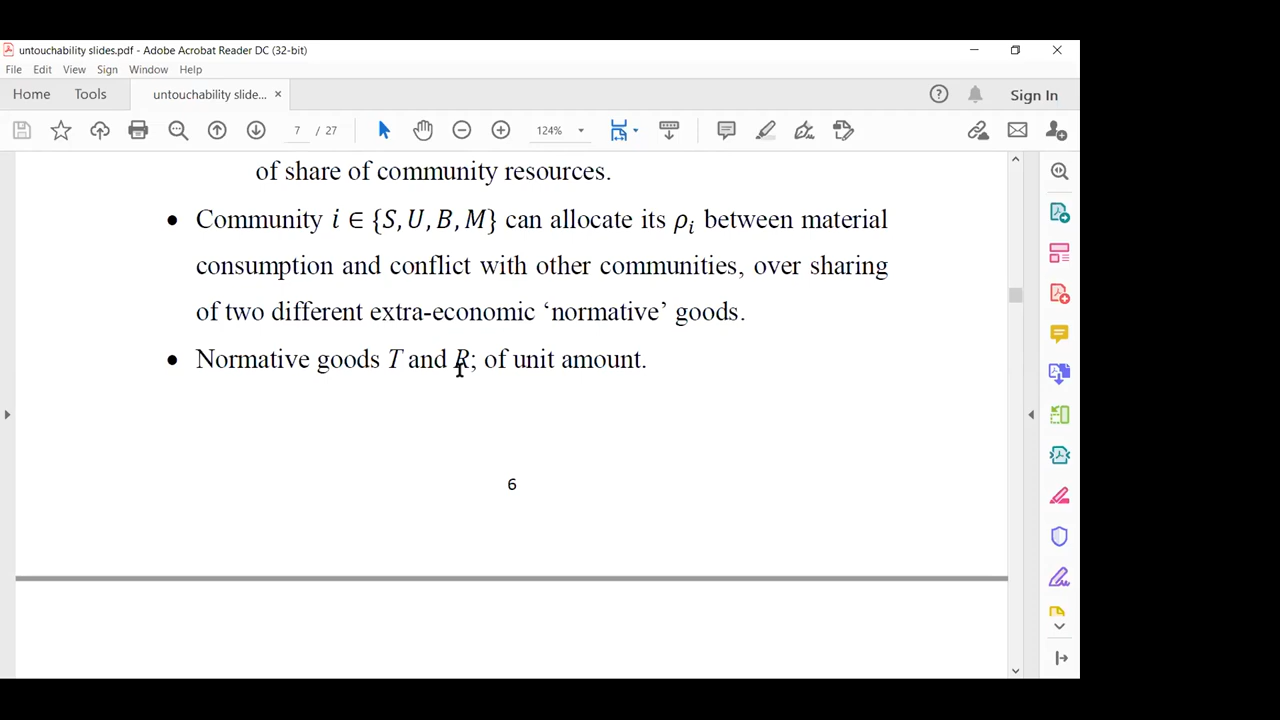 untouchability slides.pdf - Adobe Acrobat Reader DC (32-bit)
File Edit View Sign Window Help
Home Tools untouchability slide... × Sign In
7 / 27 124%
of share of community resources.
• Community i ∈ {S, U, B, M} can allocate its ρᵢ between material
consumption and conflict with other communities, over sharing
of two different extra-economic ‘normative’ goods.
• Normative goods T and R; of unit amount.
6